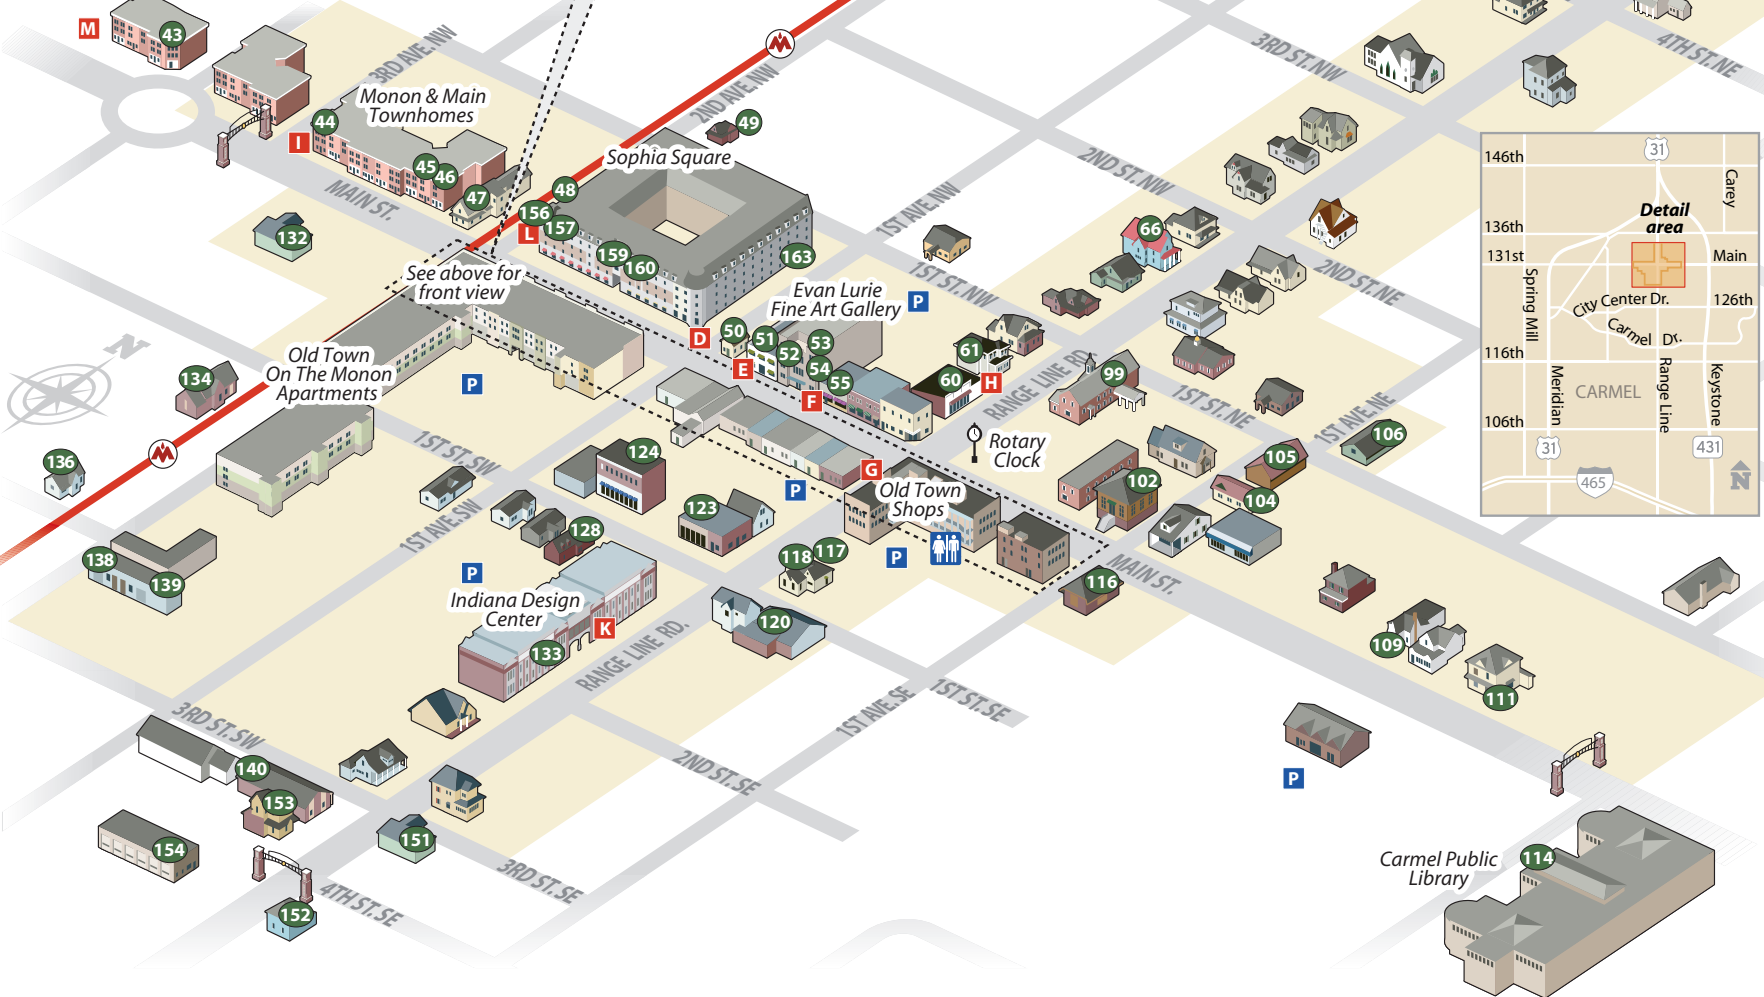 M
43
3RD AVE. NW
Monon & Main
Townhomes
44
I
45
46
47
MAIN ST.
132
2ND AVE. NW
49
Sophia Square
48
156
157
L
159
160
163
See above for
front view
Evan Lurie
Fine Art Gallery
P
D
50
51
52
53
54
55
E
F
60
61
H
1ST AVE. NW
1ST ST. NW
2ND ST. NW
3RD ST. NW
4TH ST. NE
66
2ND ST. NE
RANGE LINE RD.
99
1ST ST. NE
1ST AVE. NE
106
105
104
102
Rotary
Clock
N
134
Old Town
On The Monon
Apartments
P
M
136
1ST ST. SW
124
G
P
Old Town
Shops
123
128
1ST AVE. SW
118
117
P
116
MAIN ST.
138
139
P
Indiana Design
Center
K
133
RANGE LINE RD.
120
1ST AVE. SE
1ST ST. SE
2ND ST. SE
109
111
P
3RD ST. SW
140
153
154
151
3RD ST. SE
4TH ST. SE
152
Carmel Public
Library
114
146th
31
Carey
136th
Detail
area
131st
Main
Spring Mill
City Center Dr.
126th
Carmel Dr.
116th
Meridian
CARMEL
Range Line
Keystone
106th
31
431
465
N